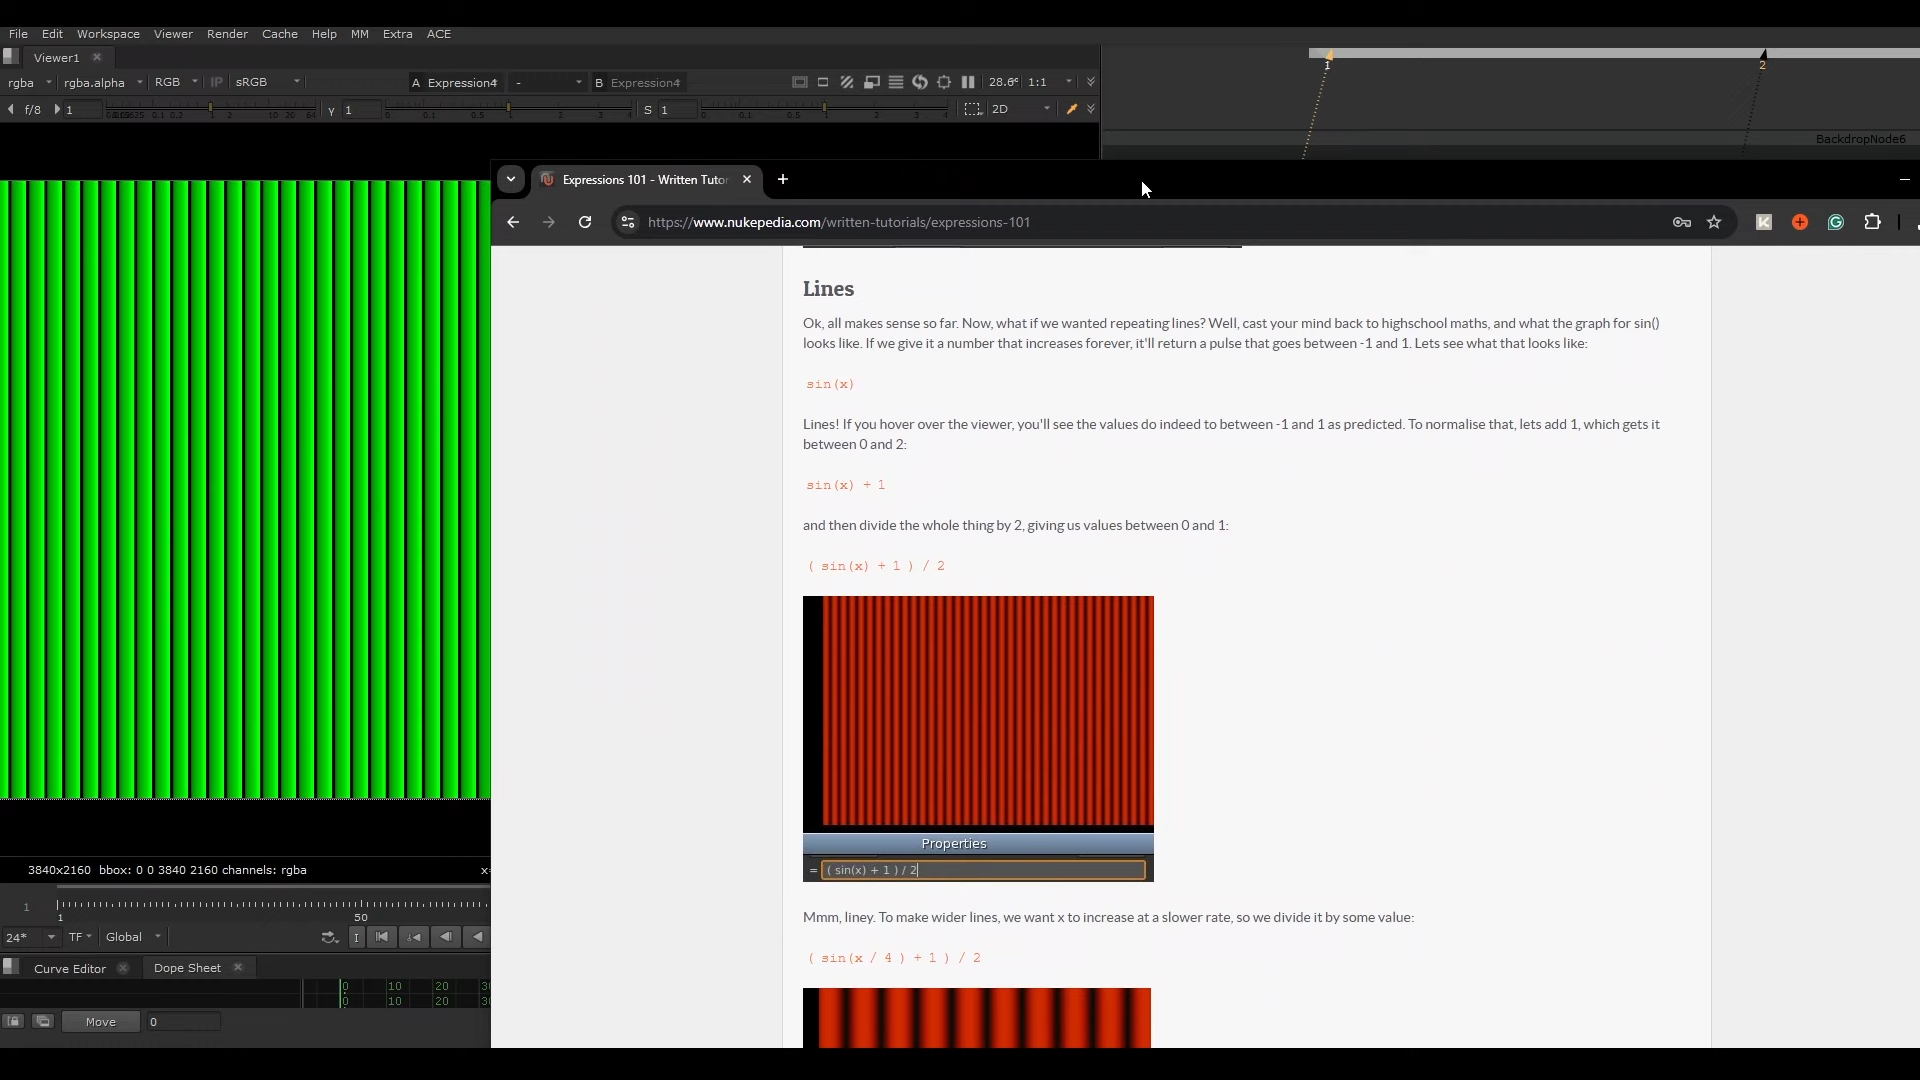 File Edit Workspace Viewer Render Cache Help MM Extra ACE
Viewer1
rgba rgba.alpha RGB IP sRGB A Expression4 - B Expression4 1:1
f/8 1 γ 1 S 1 2D
1 2
BackdropNode6
Expressions 101 - Written Tutor
https://www.nukepedia.com/written-tutorials/expressions-101
Lines
Ok, all makes sense so far. Now, what if we wanted repeating lines? Well, cast your mind back to highschool maths, and what the graph for sin()
looks like. If we give it a number that increases forever, it'll return a pulse that goes between -1 and 1. Lets see what that looks like:
sin(x)
Lines! If you hover over the viewer, you'll see the values do indeed to between -1 and 1 as predicted. To normalise that, lets add 1, which gets it
between 0 and 2:
sin(x) + 1
and then divide the whole thing by 2, giving us values between 0 and 1:
( sin(x) + 1 ) / 2
Properties
= ( sin(x) + 1 ) / 2
Mmm, liney. To make wider lines, we want x to increase at a slower rate, so we divide it by some value:
( sin(x / 4 ) + 1 ) / 2
3840x2160 bbox: 0 0 3840 2160 channels: rgba x=
1
1 50
24* TF Global I
Curve Editor Dope Sheet
0 10 20
0 10 20
Move 0